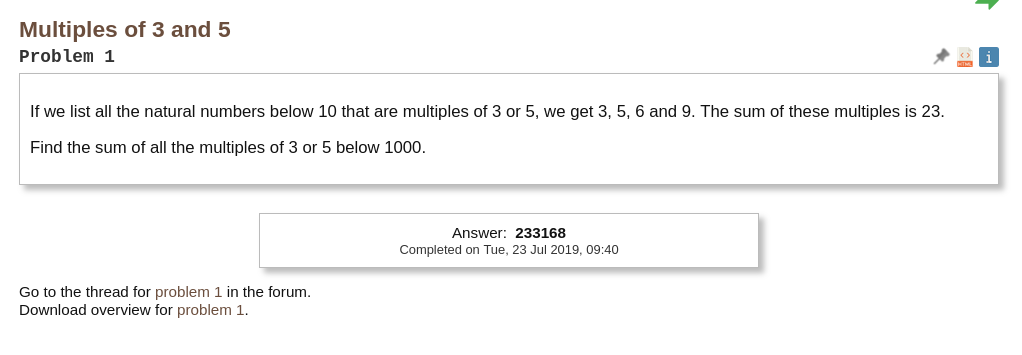 Multiples of 3 and 5
Problem 1
If we list all the natural numbers below 10 that are multiples of 3 or 5, we get 3, 5, 6 and 9. The sum of these multiples is 23.
Find the sum of all the multiples of 3 or 5 below 1000.
Answer: 233168
Completed on Tue, 23 Jul 2019, 09:40
Go to the thread for problem 1 in the forum.
Download overview for problem 1.